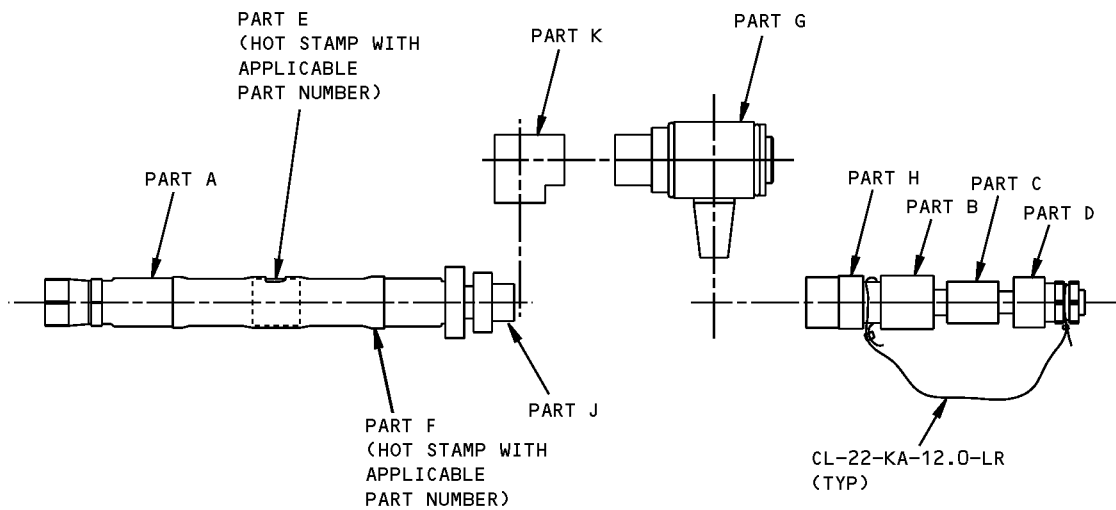 PART E
(HOT STAMP WITH
APPLICABLE
PART NUMBER)
PART K
PART G
PART A
PART H
PART C
PART B
PART D
PART J
PART F
(HOT STAMP WITH
APPLICABLE
PART NUMBER)
CL-22-KA-12.0-LR
(TYP)